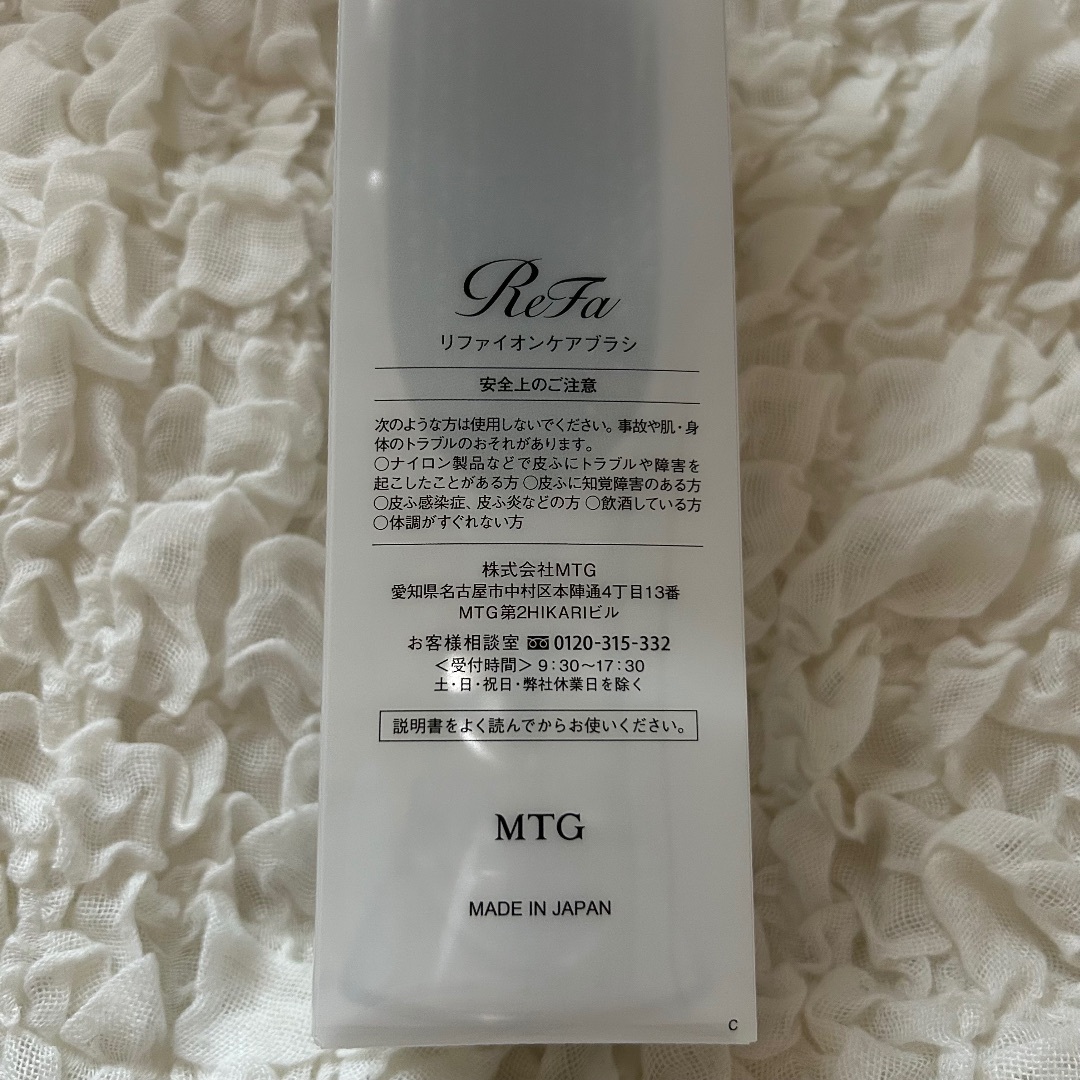 ReFa
リファイオンケアブラシ
安全上のご注意
次のような方は使用しないでください。事故や肌・身
体のトラブルのおそれがあります。
○ナイロン製品などで皮ふにトラブルや障害を
起こしたことがある方 ○皮ふに知覚障害のある方
○皮ふ感染症、皮ふ炎などの方 ○飲酒している方
○体調がすぐれない方
株式会社MTG
愛知県名古屋市中村区本陣通4丁目13番
MTG第2HIKARIビル
お客様相談室 0120-315-332
＜受付時間＞ 9：30～17：30
土・日・祝日・弊社休業日を除く
説明書をよく読んでからお使いください。
MTG
MADE IN JAPAN
C